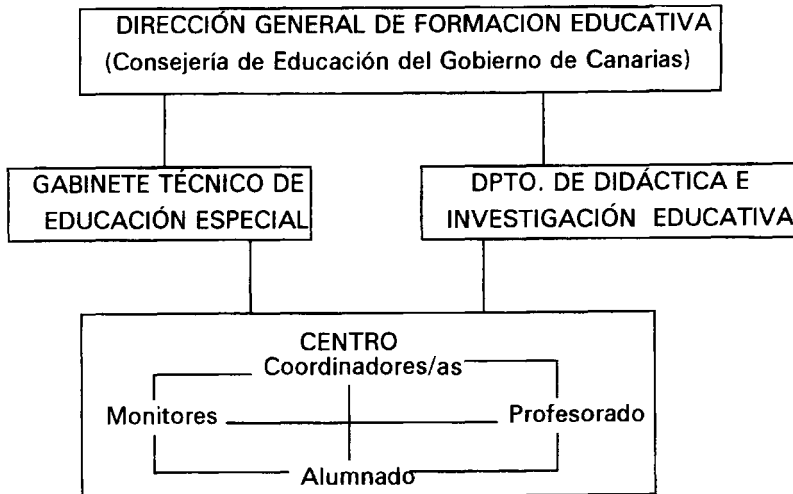 DIRECCIÓN GENERAL DE FORMACION EDUCATIVA
(Consejería de Educación del Gobierno de Canarias)
GABINETE TÉCNICO DE
EDUCACIÓN ESPECIAL
DPTO. DE DIDÁCTICA E
INVESTIGACIÓN EDUCATIVA
CENTRO
Coordinadores/as
Monitores
Profesorado
Alumnado